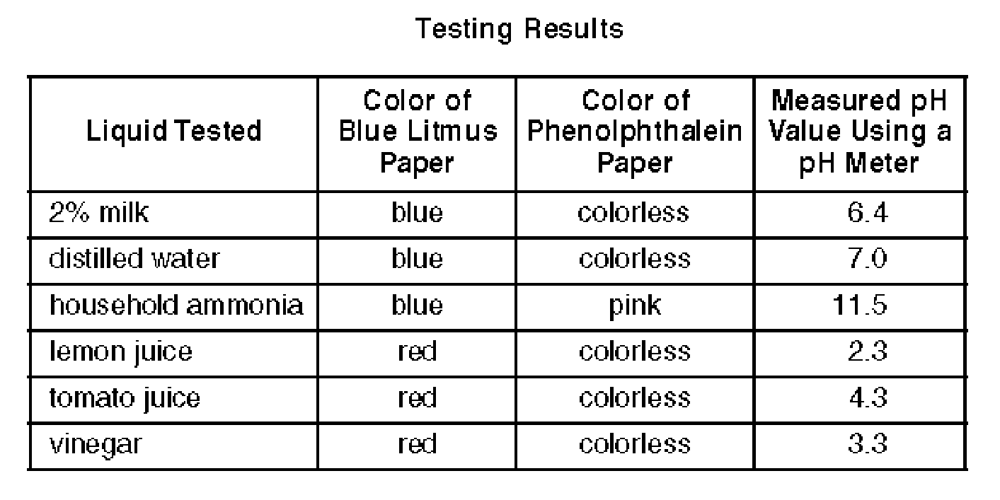 Testing Results
Liquid Tested
Color of
Blue Litmus
Paper
Color of
Phenolphthalein
Paper
Measured pH
Value Using a
pH Meter
2% milk blue colorless 6.4
distilled water blue colorless 7.0
household ammonia blue pink 11.5
lemon juice red colorless 2.3
tomato juice red colorless 4.3
vinegar red colorless 3.3